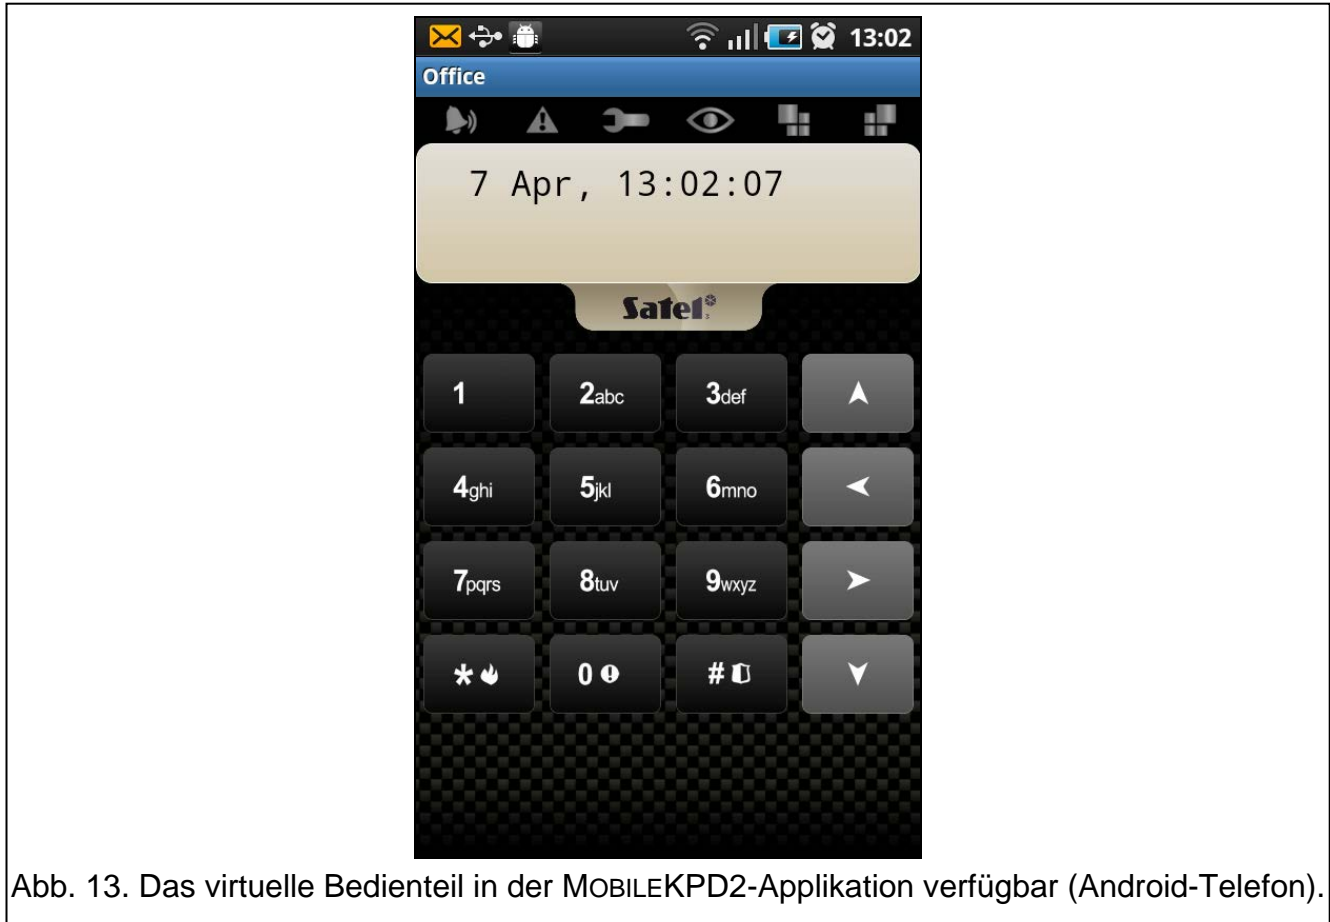 13:02
Office
7 Apr, 13:02:07
Satel
1 2abc 3def
4ghi 5jkl 6mno
7pqrs 8tuv 9wxyz
* 0 #
Abb. 13. Das virtuelle Bedienteil in der MOBILEKPD2-Applikation verfügbar (Android-Telefon).